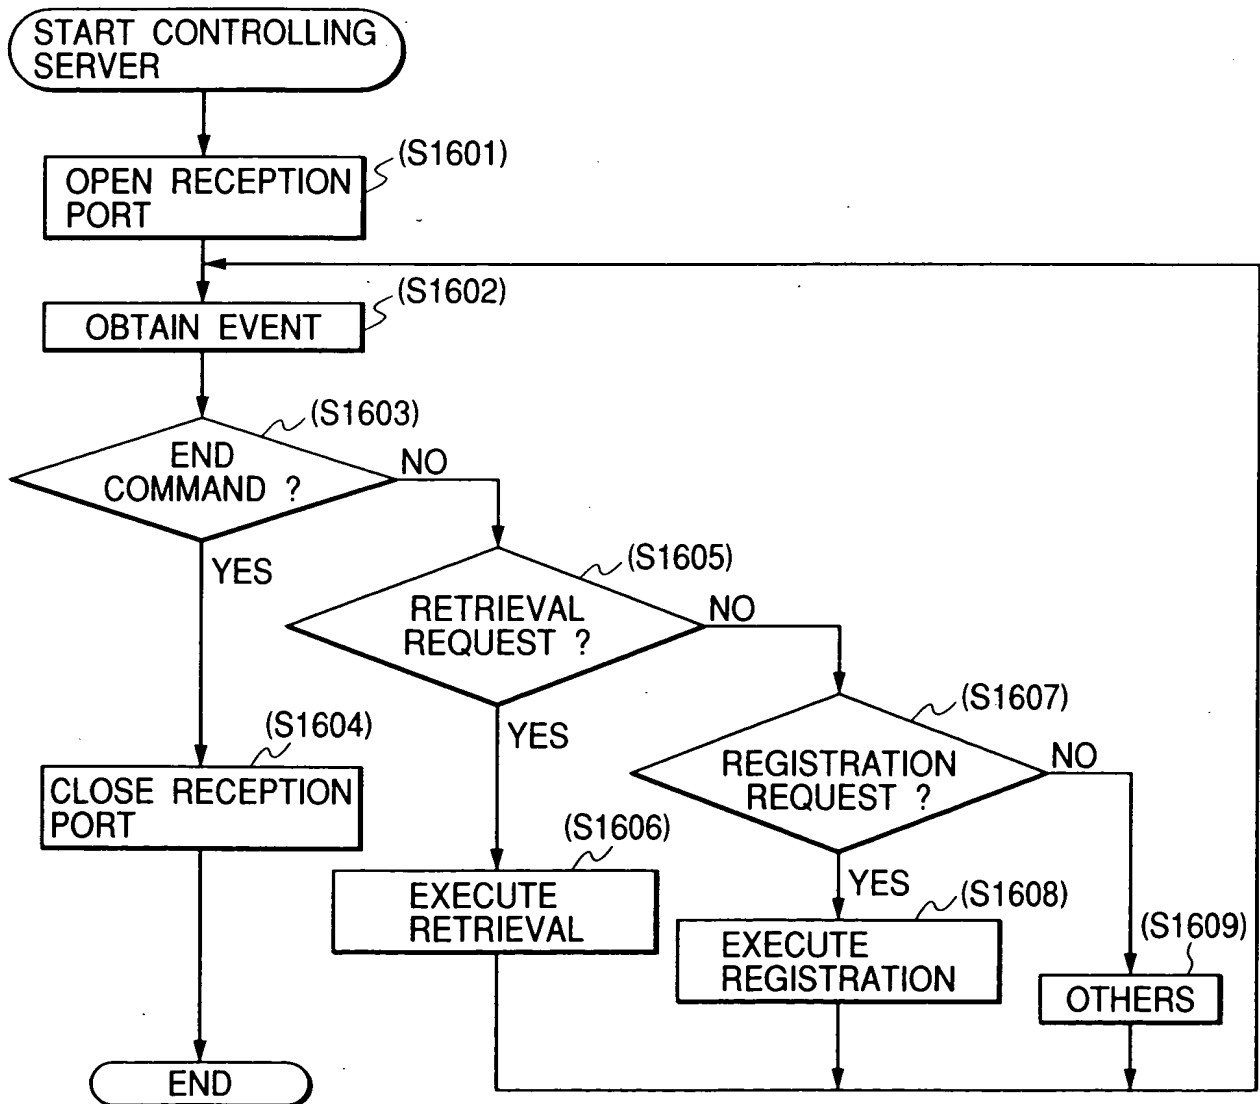 START CONTROLLING
SERVER
(S1601)
OPEN RECEPTION
PORT
(S1602)
OBTAIN EVENT
(S1603)
END
COMMAND ?
NO
YES
(S1605)
RETRIEVAL
REQUEST ?
NO
YES
(S1607)
REGISTRATION
REQUEST ?
NO
YES
(S1604)
CLOSE RECEPTION
PORT
(S1606)
EXECUTE
RETRIEVAL
(S1608)
EXECUTE
REGISTRATION
(S1609)
OTHERS
END